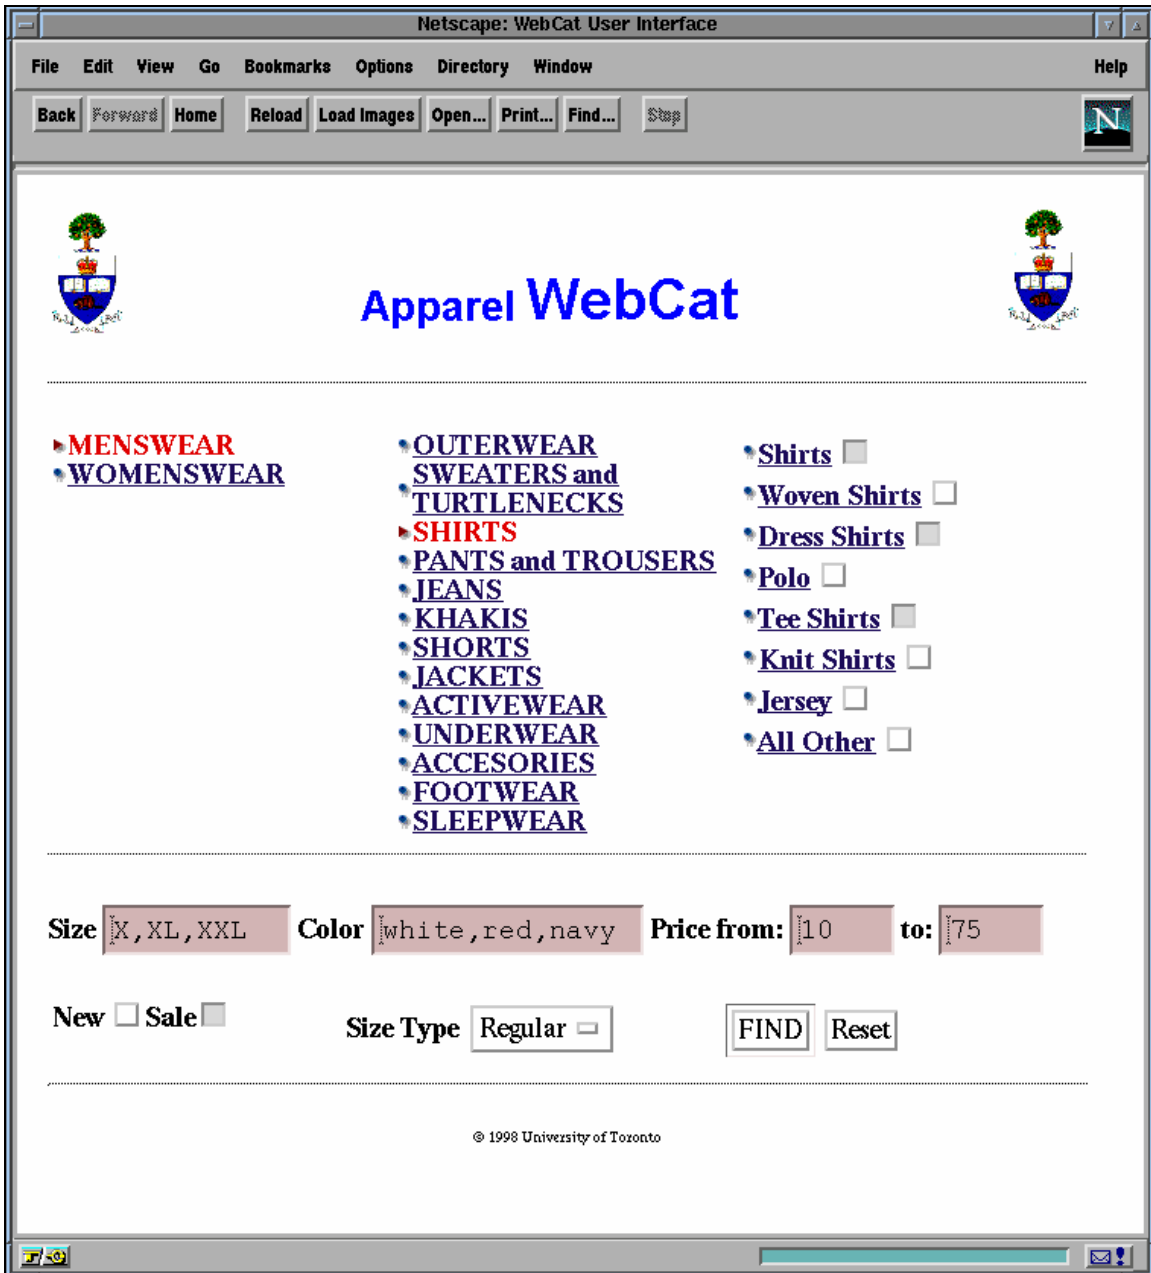 Netscape: WebCat User Interface
File Edit View Go Bookmarks Options Directory Window Help
Back Forward Home Reload Load Images Open... Print... Find... Stop
N
Apparel WebCat
MENSWEAR
WOMENSWEAR
OUTERWEAR
SWEATERS and
TURTLENECKS
SHIRTS
PANTS and TROUSERS
JEANS
KHAKIS
SHORTS
JACKETS
ACTIVEWEAR
UNDERWEAR
ACCESORIES
FOOTWEAR
SLEEPWEAR
Shirts
Woven Shirts
Dress Shirts
Polo
Tee Shirts
Knit Shirts
Jersey
All Other
Size X,XL,XXL Color white,red,navy Price from: 10 to: 75
New Sale Size Type Regular FIND Reset
© 1998 University of Toronto